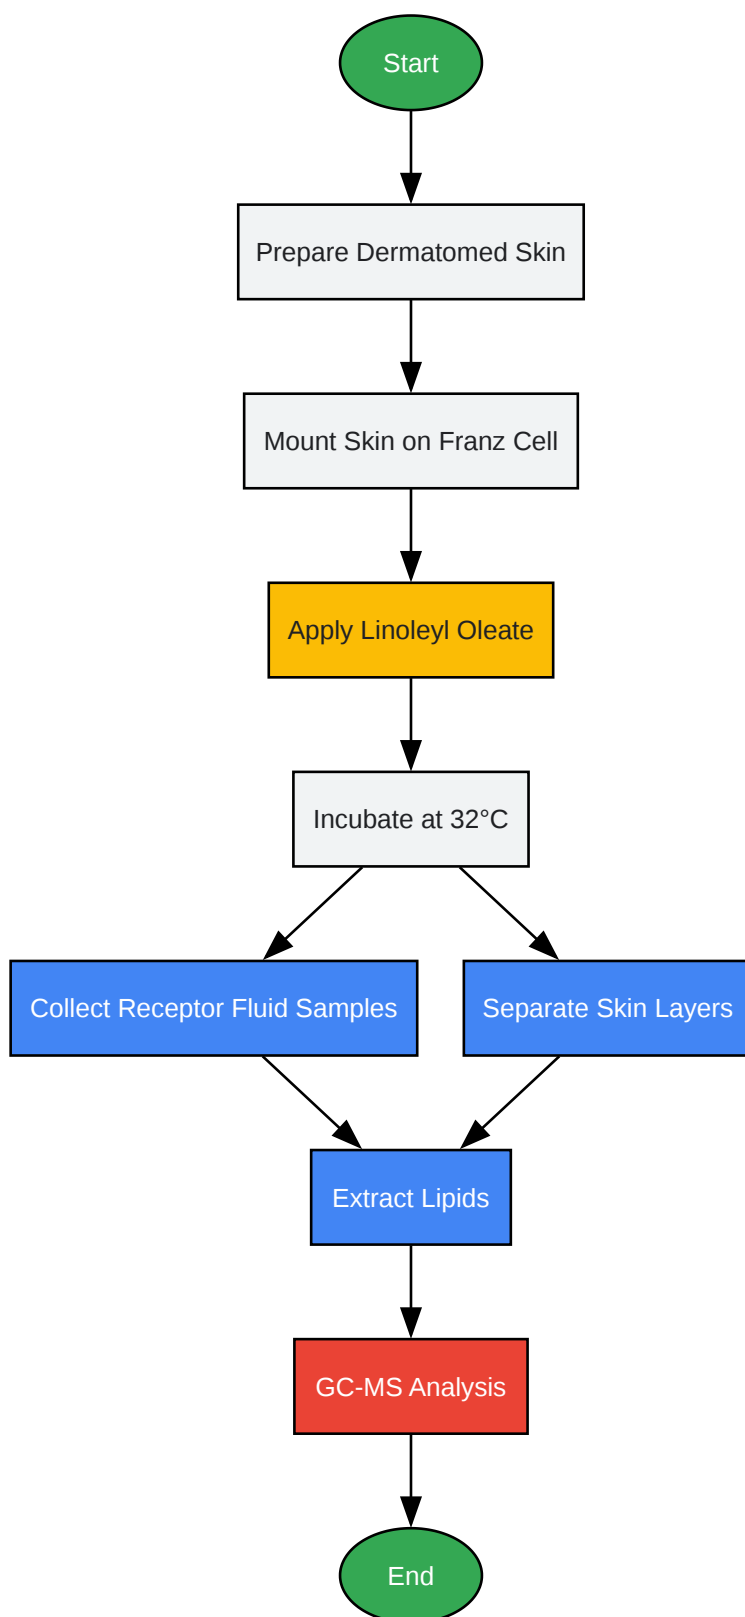 Start
Prepare Dermatomed Skin
Mount Skin on Franz Cell
Apply Linoleyl Oleate
Incubate at 32°C
Collect Receptor Fluid Samples
Separate Skin Layers
Extract Lipids
GC-MS Analysis
End